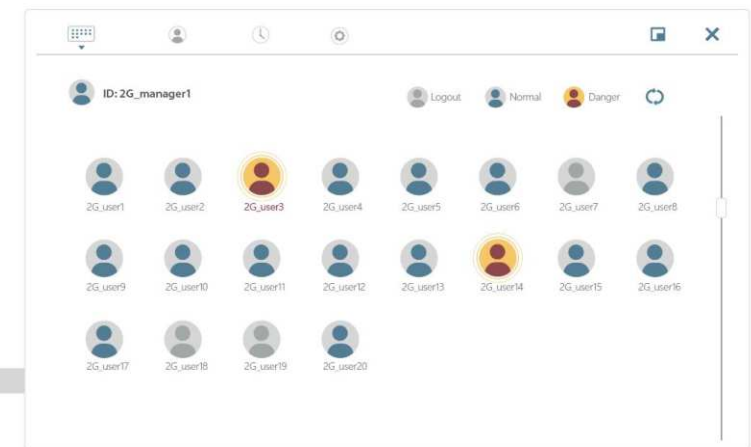 ID: 2G_manager1
Logout Normal Danger
2G_user1 2G_user2 2G_user3 2G_user4 2G_user5 2G_user6 2G_user7 2G_user8
2G_user9 2G_user10 2G_user11 2G_user12 2G_user13 2G_user14 2G_user15 2G_user16
2G_user17 2G_user18 2G_user19 2G_user20